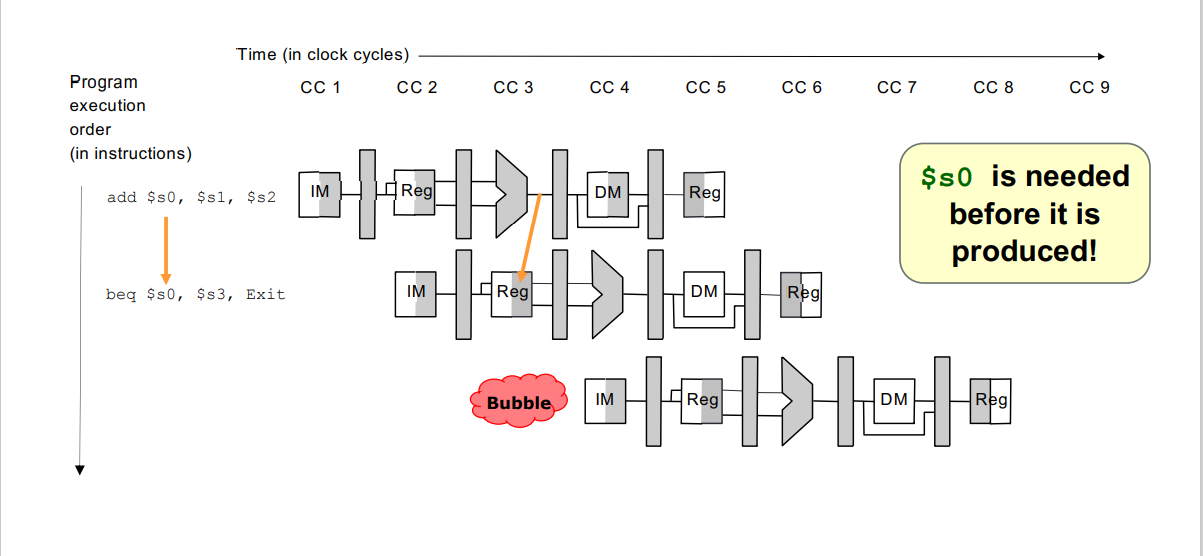 Time (in clock cycles)
Program
execution
order
(in instructions)
CC 1 CC 2 CC 3 CC 4 CC 5 CC 6 CC 7 CC 8 CC 9
add $s0, $s1, $s2
IM Reg DM Reg
$s0 is needed
before it is
produced!
beq $s0, $s3, Exit
IM Reg DM Reg
Bubble
IM Reg DM Reg